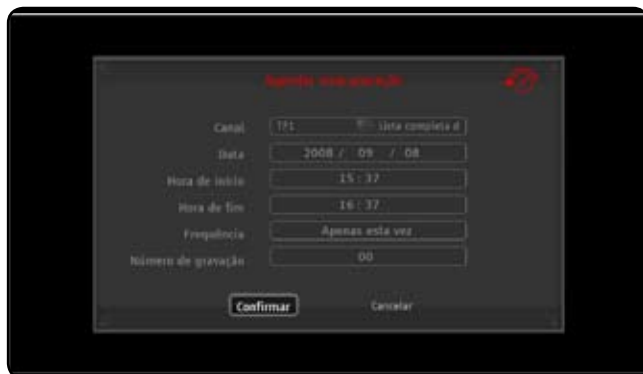 Agendar uma gravação
Canal TF1 Lista completa d
Data 2008 / 09 / 08
Hora de início 15 : 37
Hora de fim 16 : 37
Frequência Apenas esta vez
Número de gravação 00
Confirmar Cancelar